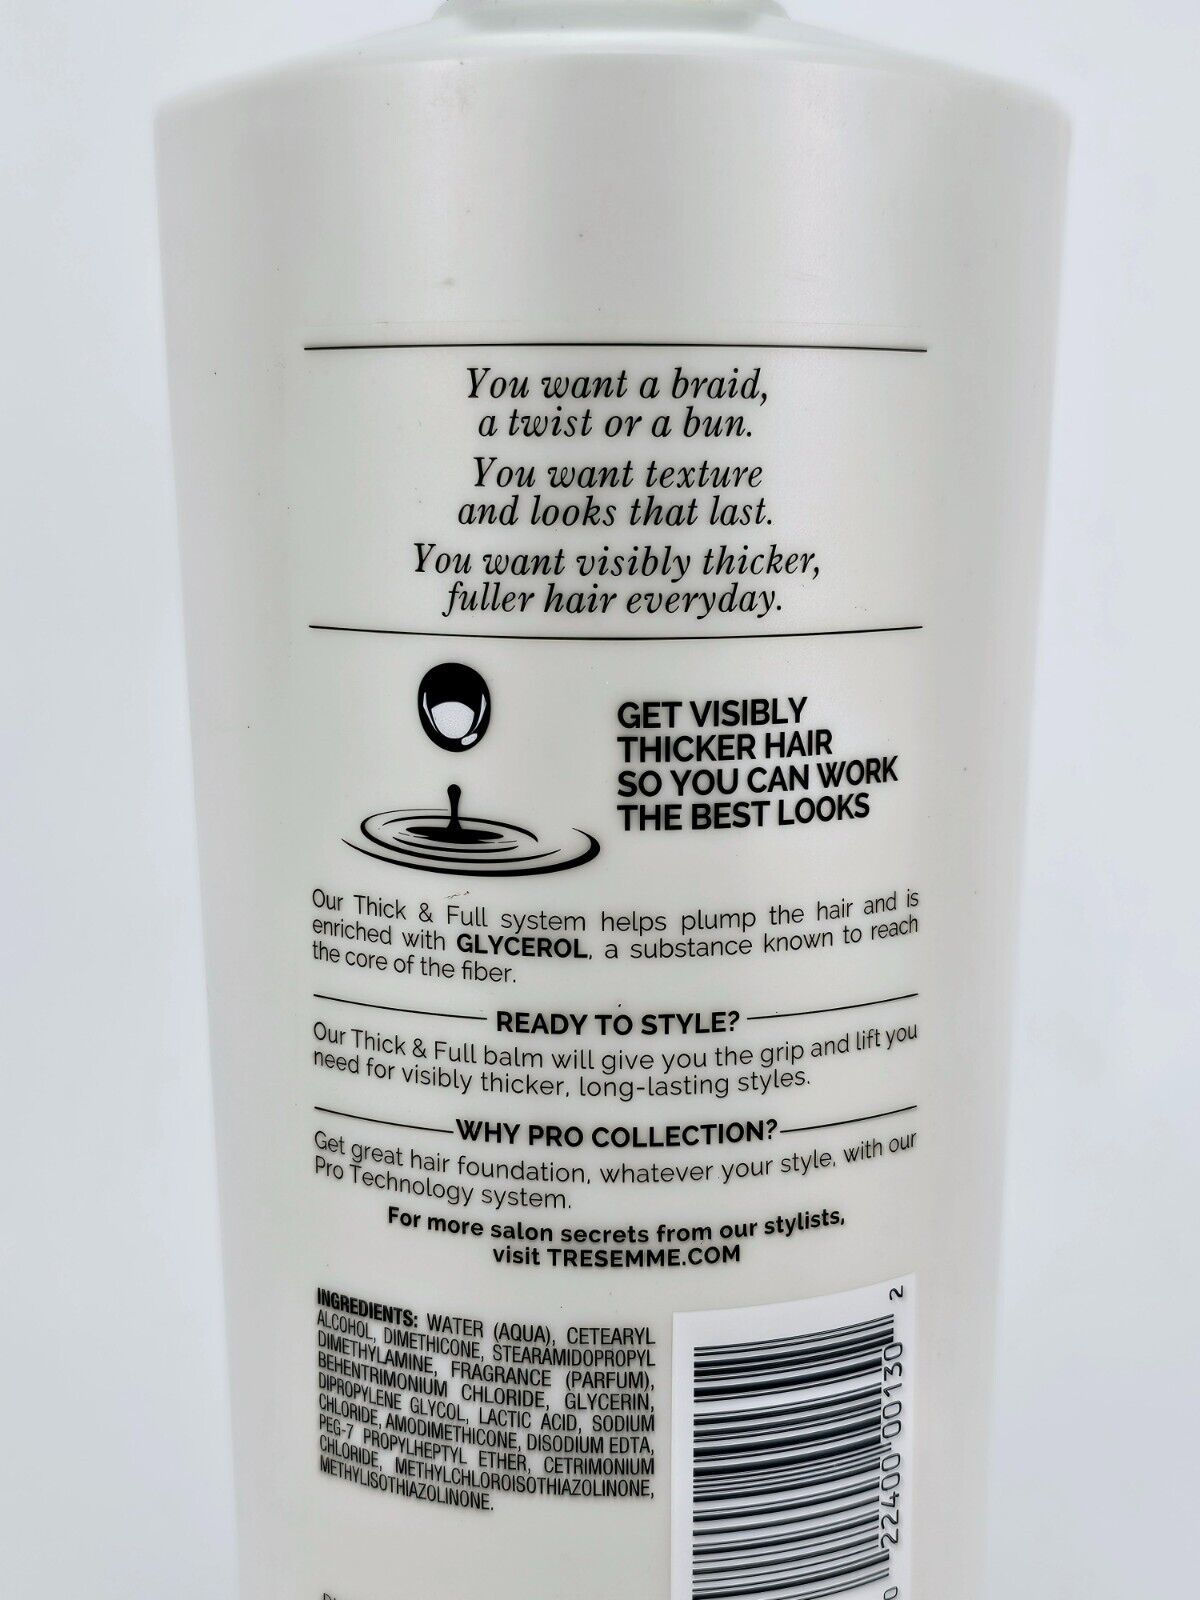 You want a braid,
a twist or a bun.
You want texture
and looks that last.
You want visibly thicker,
fuller hair everyday.
GET VISIBLY
THICKER HAIR
SO YOU CAN WORK
THE BEST LOOKS
Our Thick & Full system helps plump the hair and is
enriched with GLYCEROL, a substance known to reach
the core of the fiber.
READY TO STYLE?
Our Thick & Full balm will give you the grip and lift you
need for visibly thicker, long-lasting styles.
WHY PRO COLLECTION?
Get great hair foundation, whatever your style, with our
Pro Technology system.
For more salon secrets from our stylists,
visit TRESEMME.COM
INGREDIENTS: WATER (AQUA), CETEARYL
ALCOHOL, DIMETHICONE, STEARAMIDOPROPYL
DIMETHYLAMINE, FRAGRANCE (PARFUM),
BEHENTRIMONIUM CHLORIDE, GLYCERIN,
DIPROPYLENE GLYCOL, LACTIC ACID, SODIUM
CHLORIDE, AMODIMETHICONE, DISODIUM EDTA,
PEG-7 PROPYLHEPTYL ETHER, CETRIMONIUM
CHLORIDE, METHYLCHLOROISOTHIAZOLINONE,
METHYLISOTHIAZOLINONE.
0 22400 00130 2